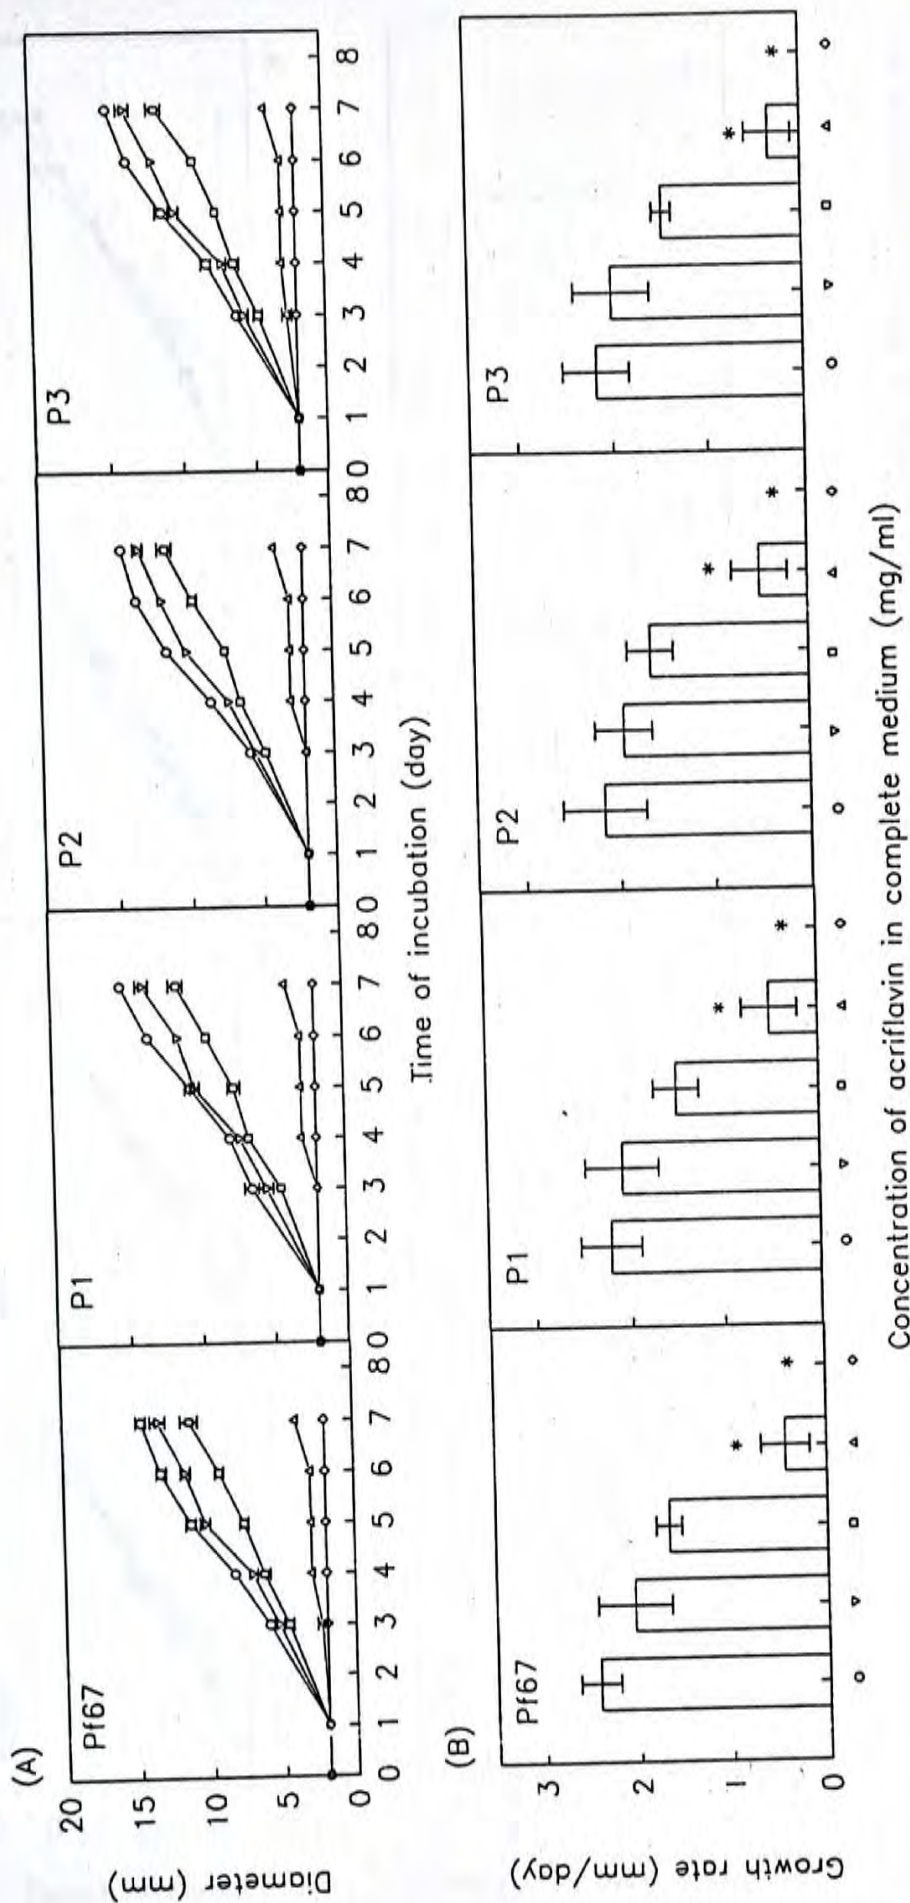 (A)
Pf67
P1
P2
P3
20
15
10
5
0
Diameter (mm)
0 1 2 3 4 5 6 7 8 0 1 2 3 4 5 6 7 8 0 1 2 3 4 5 6 7 8 0 1 2 3 4 5 6 7 8
Time of incubation (day)
(B)
Pf67
P1
P2
P3
3
2
1
0
Growth rate (mm/day)
* * * * * * * *
Concentration of acriflavin in complete medium (mg/ml)